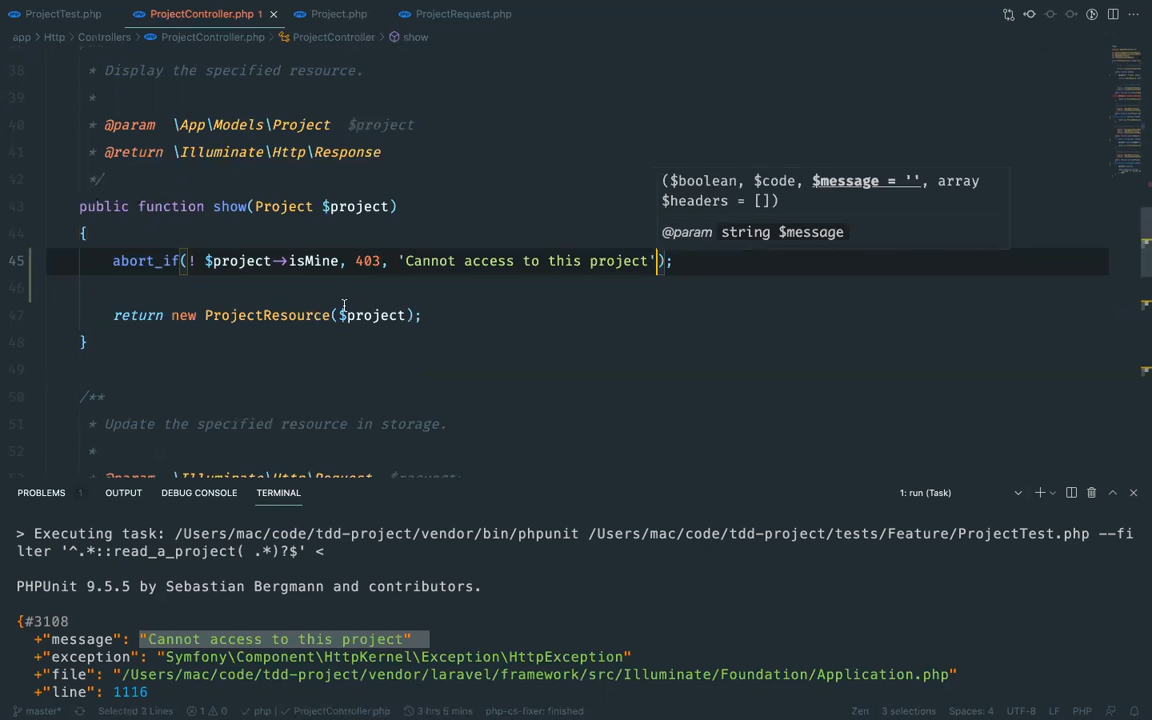 ProjectTest.php ProjectController.php 1 × Project.php ProjectRequest.php
app > Http > Controllers > ProjectController.php > ProjectController > show
38 * Display the specified resource.
39 *
40 * @param \App\Models\Project $project
41 * @return \Illuminate\Http\Response
42 */
($boolean, $code, $message = '', array
$headers = [])
@param string $message
43 public function show(Project $project)
44 {
45 abort_if(! $project->isMine, 403, 'Cannot access to this project');
46
47 return new ProjectResource($project);
48 }
49
50 /**
51 * Update the specified resource in storage.
52 *
53 * @param \Illuminate\Http\Request $request
PROBLEMS 1 OUTPUT DEBUG CONSOLE TERMINAL 1: run (Task)
> Executing task: /Users/mac/code/tdd-project/vendor/bin/phpunit /Users/mac/code/tdd-project/tests/Feature/ProjectTest.php --fi
lter '^.*::read_a_project( .*)?$' <
PHPUnit 9.5.5 by Sebastian Bergmann and contributors.
{#3108
+"message": "Cannot access to this project"
+"exception": "Symfony\Component\HttpKernel\Exception\HttpException"
+"file": "/Users/mac/code/tdd-project/vendor/laravel/framework/src/Illuminate/Foundation/Application.php"
+"line": 1116
master* Selected 2 Lines 1 0 php ProjectController.php 3 hrs 5 mins php-cs-fixer: finished Zen 3 selections Spaces: 4 UTF-8 LF PHP